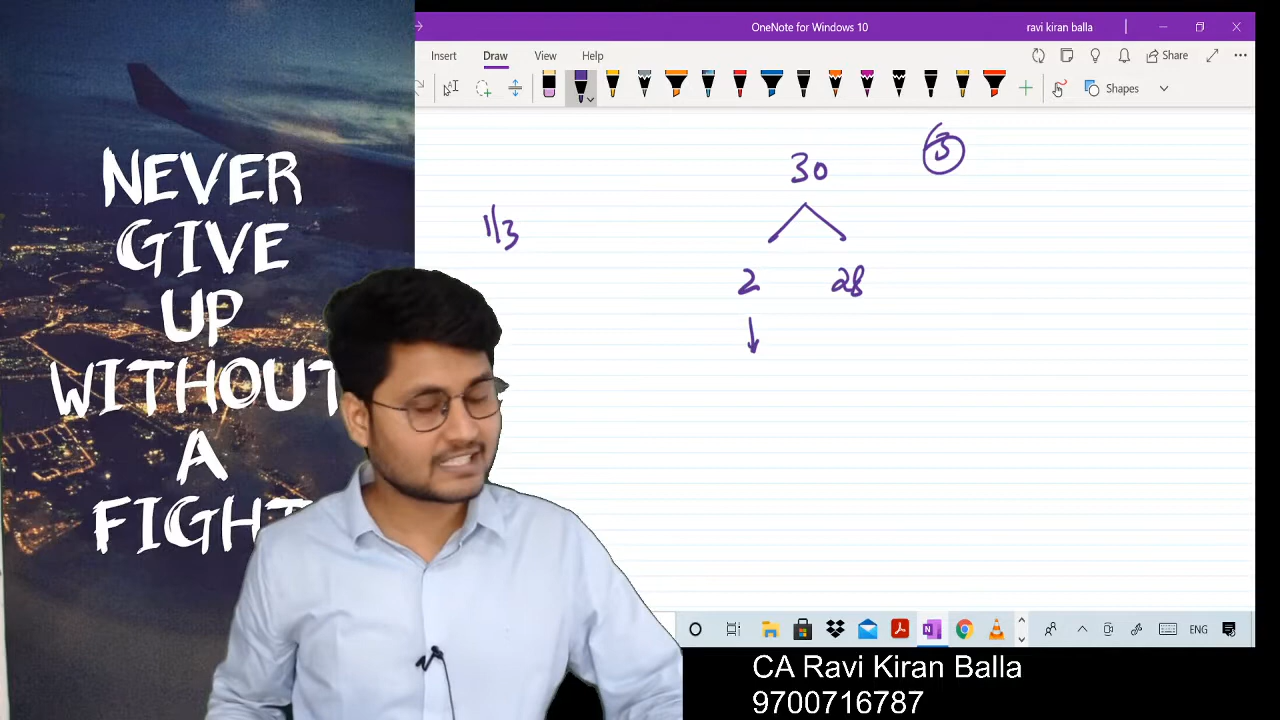 NEVER
GIVE
UP
WITHOUT
A
FIGHT
OneNote for Windows 10
ravi kiran balla
Insert Draw View Help
Share
Shapes
30
1/3
2 28
ENG
CA Ravi Kiran Balla
9700716787